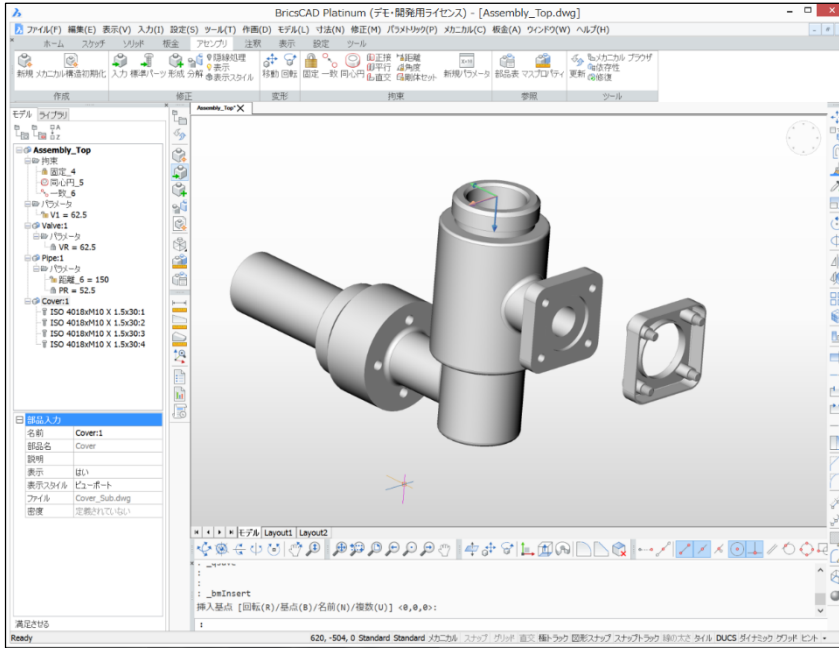 BricsCAD Platinum (デモ・開発用ライセンス) - [Assembly_Top.dwg]
ファイル(F) 編集(E) 表示(V) 入力(I) 設定(S) ツール(T) 作画(D) モデル(L) 寸法(N) 修正(M) パラメトリック(P) メカニカル(C) 板金(A) ウィンドウ(W) ヘルプ(H)
ホーム スケッチ ソリッド 板金 アセンブリ 注釈 表示 設定 ツール
隠線処理 正接 距離 メカニカル ブラウザ
表示 平行 角度 依存性
新規 メカニカル構造初期化 入力 標準パーツ 形成 分解 表示スタイル 移動 回転 固定 一致 同心円 直交 剛体セット 新規パラメータ 部品表 マスプロパティ 更新 修復
作成 修正 変形 拘束 参照 ツール
モデル ライブラリ
Assembly_Top*
Assembly_Top
拘束
固定_4
同心円_5
一致_6
パラメータ
V1 = 62.5
Valve:1
パラメータ
VR = 62.5
Pipe:1
パラメータ
距離_6 = 150
PR = 52.5
Cover:1
ISO 4018xM10 X 1.5x30:1
ISO 4018xM10 X 1.5x30:2
ISO 4018xM10 X 1.5x30:3
ISO 4018xM10 X 1.5x30:4
部品入力
名前 Cover:1
部品名 Cover
説明
表示 はい
表示スタイル ビューポート
ファイル Cover_Sub.dwg
密度 定義されていない
モデル Layout1 Layout2
: _qsave
:
:
: _bmInsert
挿入基点 [回転(R)/基点(B)/名前(N)/複数(U)] <0,0,0>:
:
満足させる
Ready 620, -504, 0 Standard Standard メカニカル スナップ グリッド 直交 極トラック 図形スナップ スナップトラック 線の太さ タイル DUCS ダイナミック クワッド ヒント